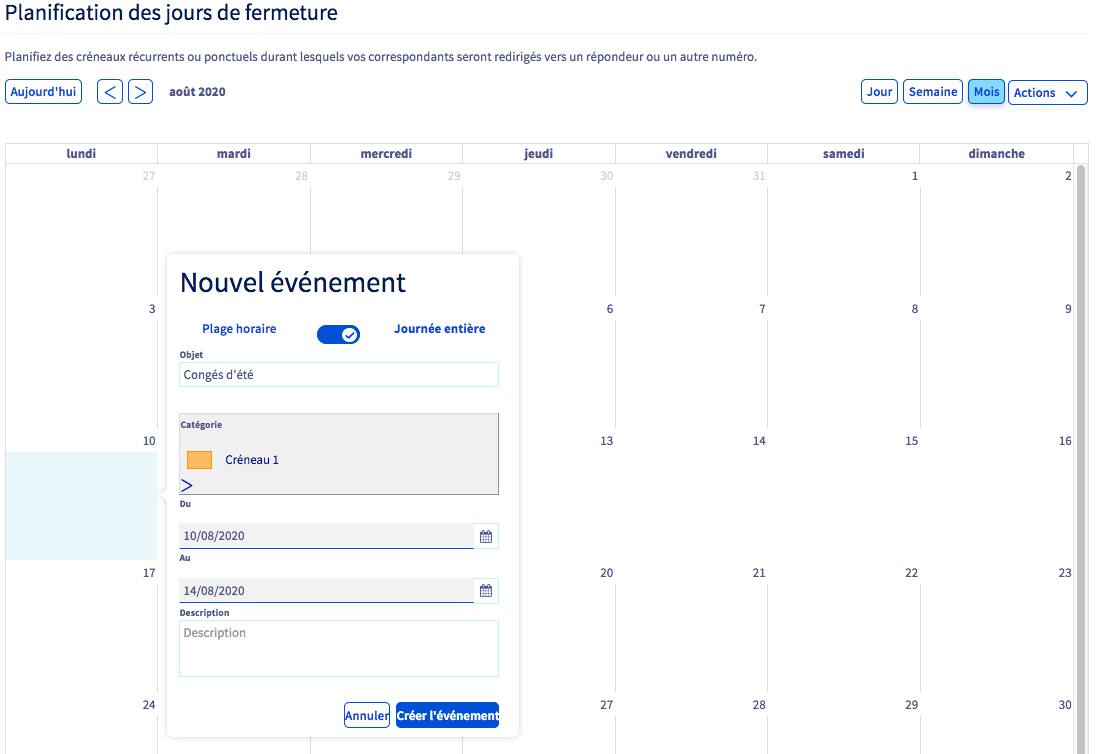 Planification des jours de fermeture
Planifiez des créneaux récurrents ou ponctuels durant lesquels vos correspondants seront redirigés vers un répondeur ou un autre numéro.
Aujourd'hui < > août 2020 Jour Semaine Mois Actions
lundi mardi mercredi jeudi vendredi samedi dimanche
27 28 29 30 31 1 2
Nouvel événement
3 6 7 8 9
Plage horaire Journée entière
Objet
Congés d'été
Catégorie
10 13 14 15 16
Créneau 1
>
Du
10/08/2020
Au
17 20 21 22 23
14/08/2020
Description
Description
24 27 28 29 30
Annuler Créer l'événement